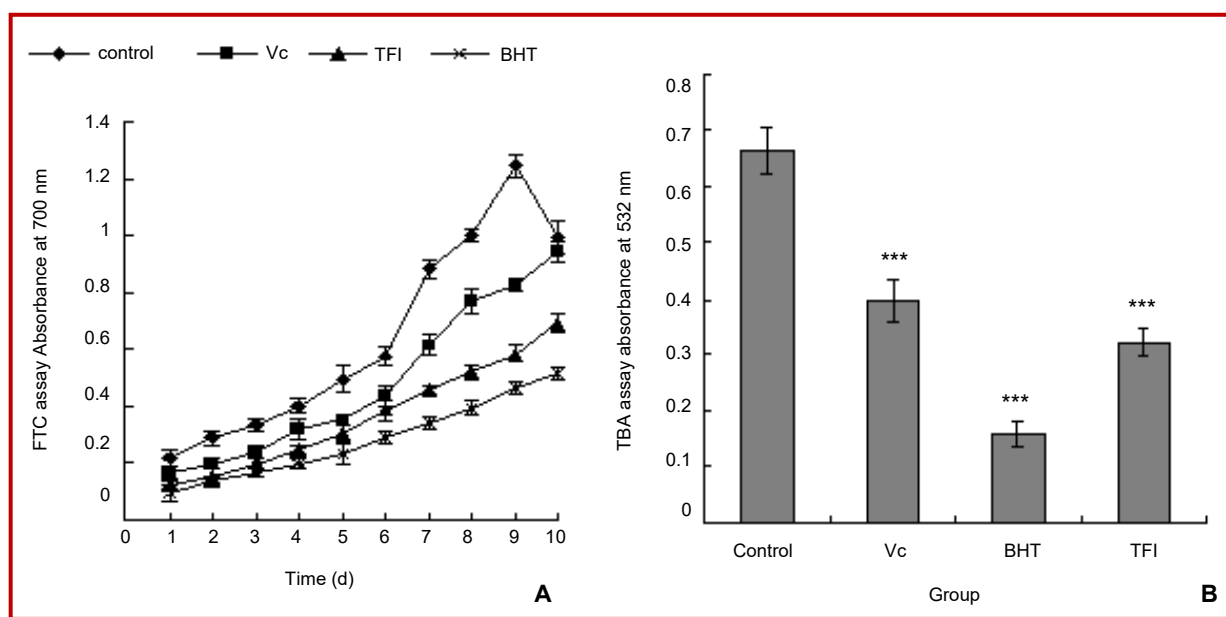 control Vc TFI BHT
FTC assay Absorbance at 700 nm
1.4
1.2
1
0.8
0.6
0.4
0.2
0
0 1 2 3 4 5 6 7 8 9 10
Time (d)
A
TBA assay absorbance at 532 nm
0.8
0.7
0.6
0.5
0.4
0.3
0.2
0.1
0
***
***
***
Control Vc BHT TFI
Group
B